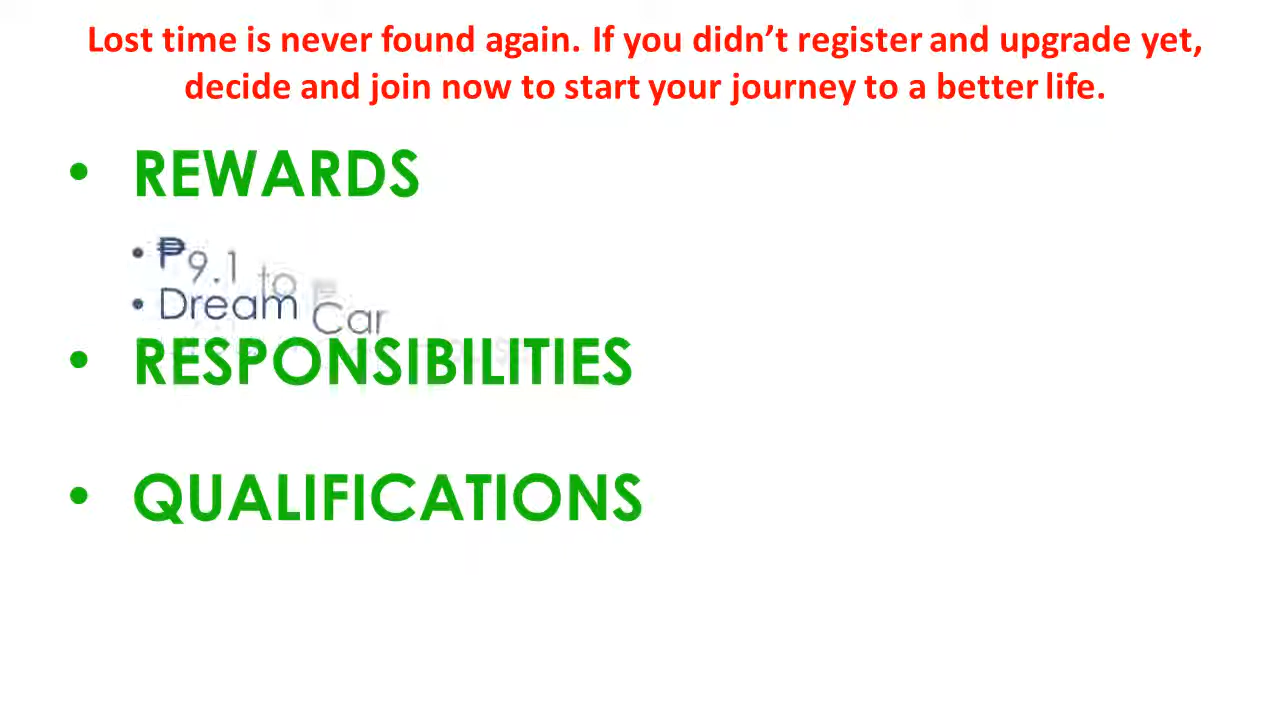 Lost time is never found again. If you didn’t register and upgrade yet,
decide and join now to start your journey to a better life.
• REWARDS
• ₱9.1 to
• Dream Car
• RESPONSIBILITIES
• QUALIFICATIONS